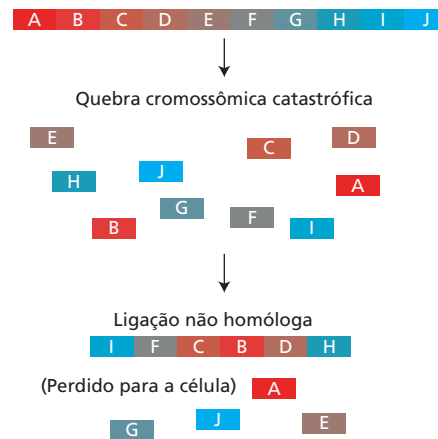 A B C D E F G H I J
Quebra cromossômica catastrófica
E C D
H J A
B G F I
Ligação não homóloga
I F C B D H
(Perdido para a célula) A
G J E